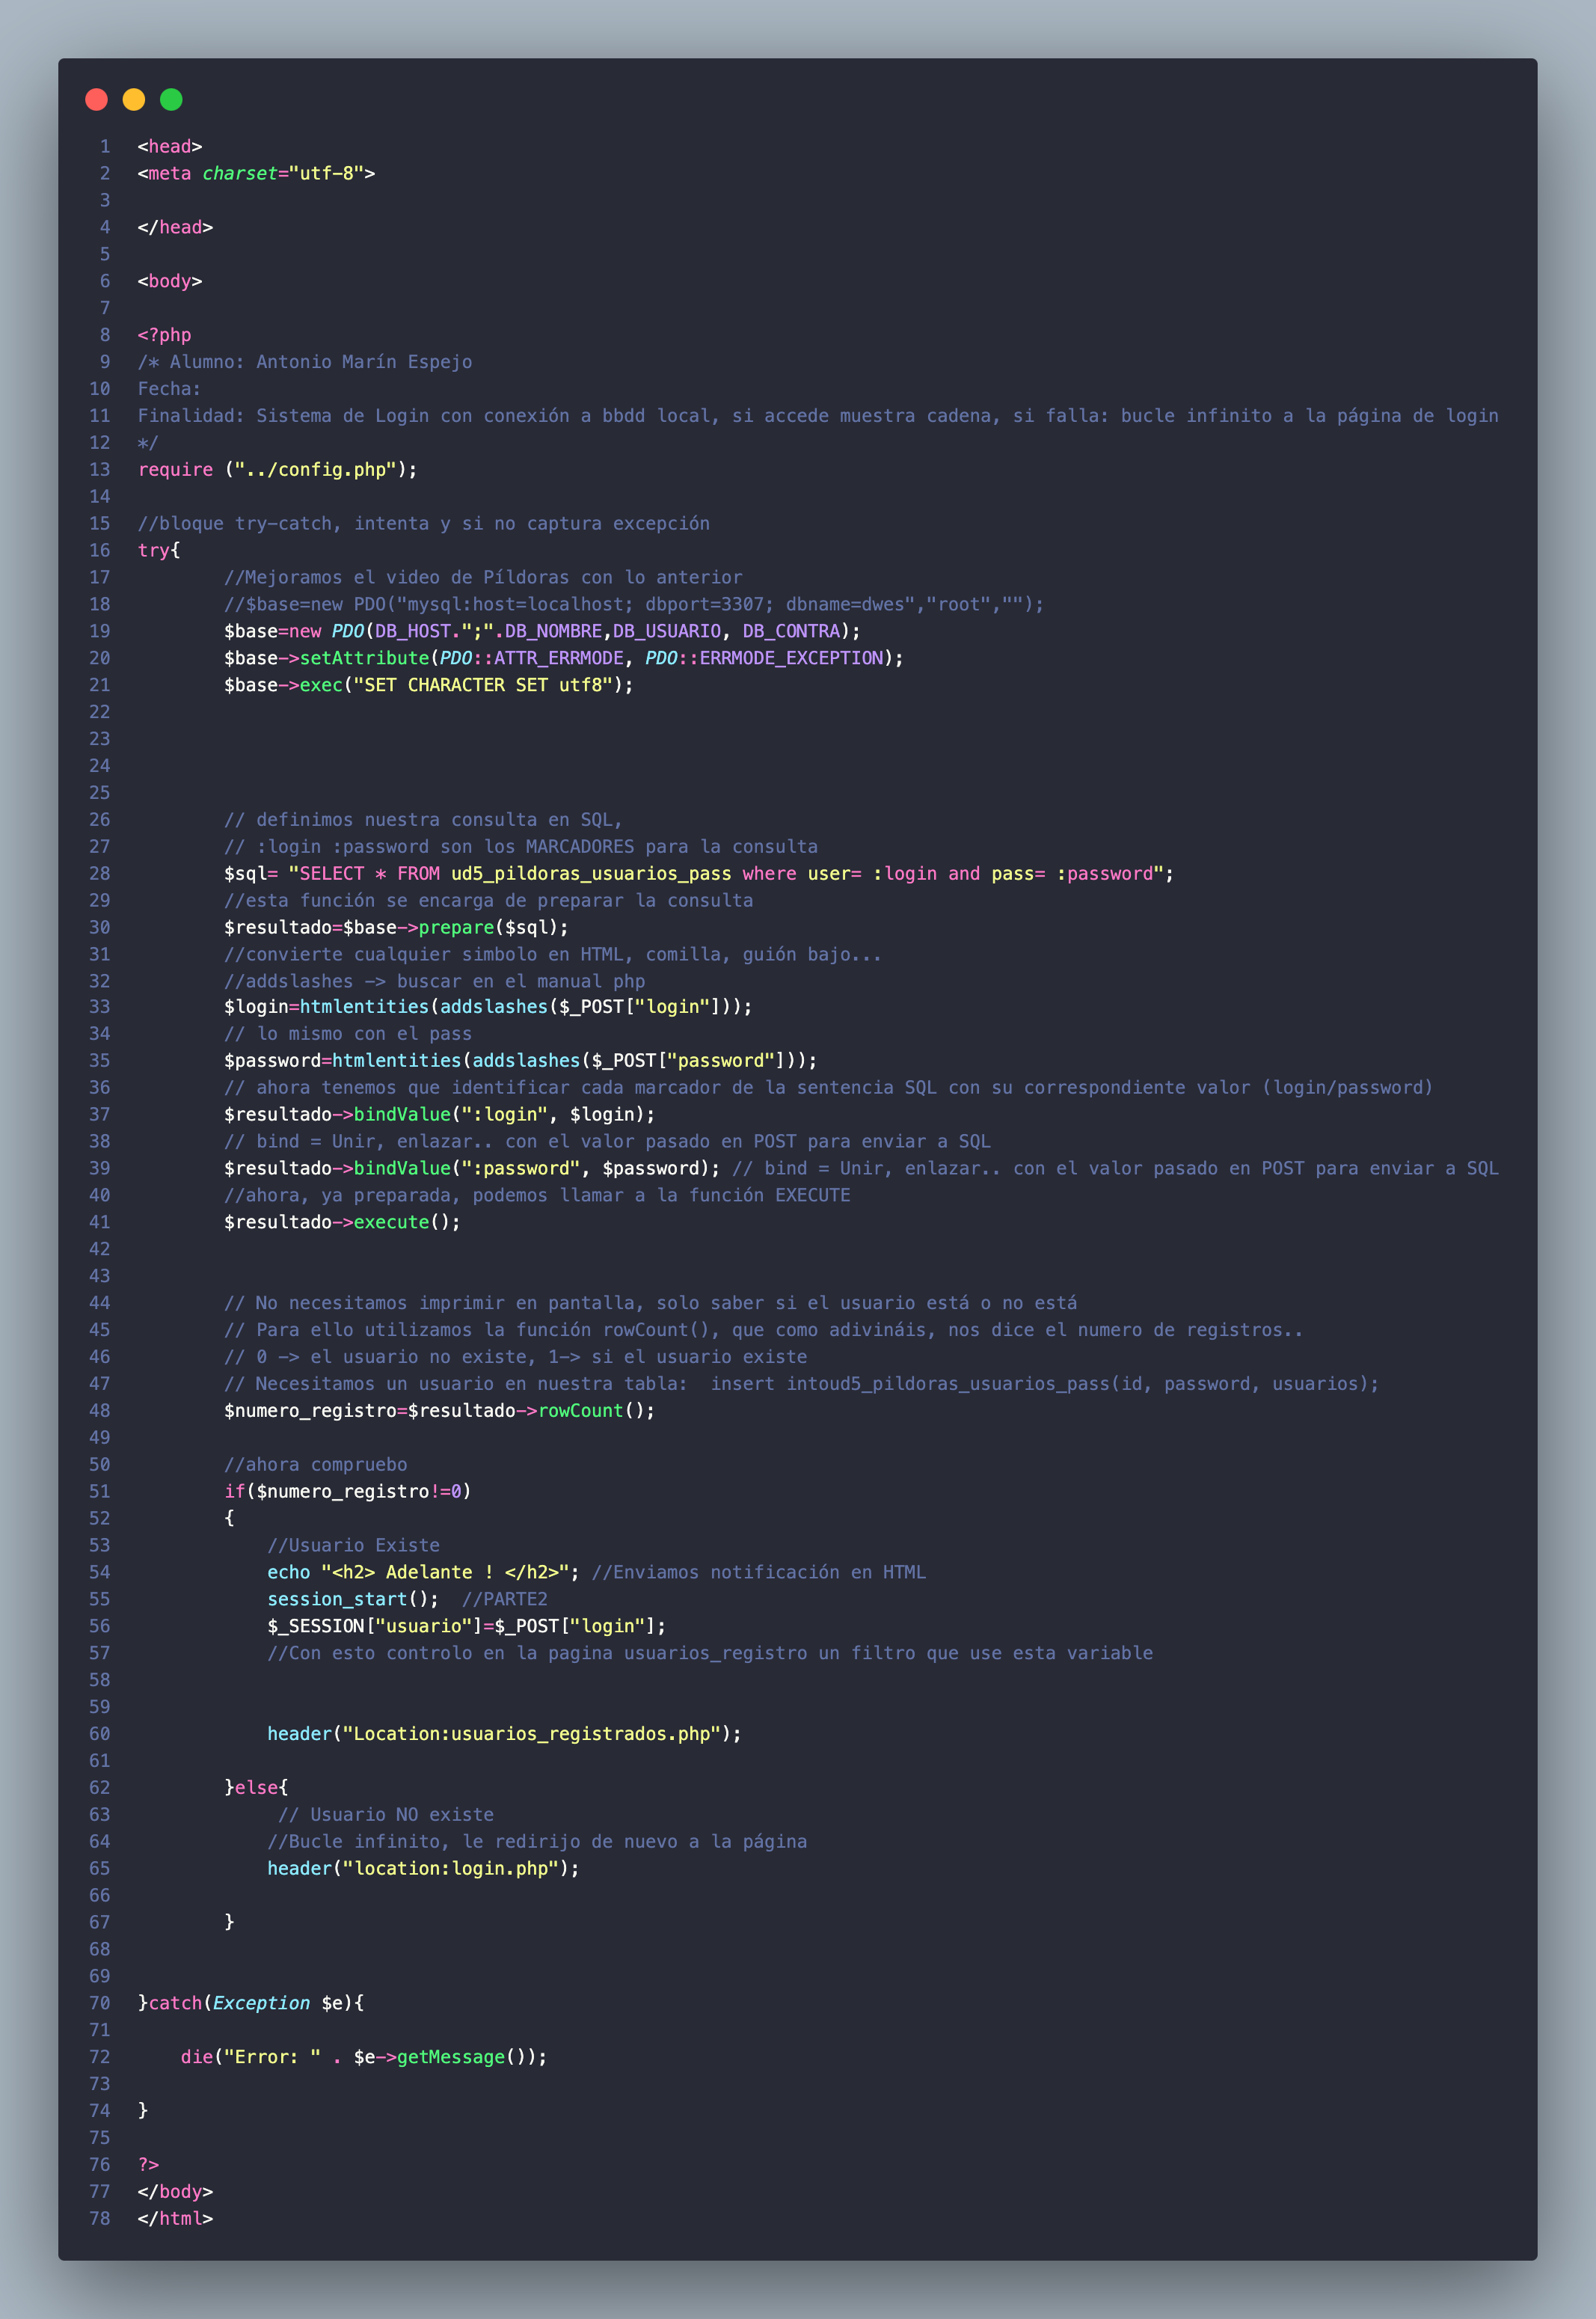 1 <head>
2 <meta charset="utf-8">
3
4 </head>
5
6 <body>
7
8 <?php
9 /* Alumno: Antonio Marín Espejo
10 Fecha:
11 Finalidad: Sistema de Login con conexión a bbdd local, si accede muestra cadena, si falla: bucle infinito a la página de login
12 */
13 require ("../config.php");
14
15 //bloque try-catch, intenta y si no captura excepción
16 try{
17         //Mejoramos el video de Píldoras con lo anterior
18         //$base=new PDO("mysql:host=localhost; dbport=3307; dbname=dwes","root","");
19         $base=new PDO(DB_HOST.";".DB_NOMBRE,DB_USUARIO, DB_CONTRA);
20         $base->setAttribute(PDO::ATTR_ERRMODE, PDO::ERRMODE_EXCEPTION);
21         $base->exec("SET CHARACTER SET utf8");
22
23
24
25
26         // definimos nuestra consulta en SQL,
27         // :login :password son los MARCADORES para la consulta
28         $sql= "SELECT * FROM ud5_pildoras_usuarios_pass where user= :login and pass= :password";
29         //esta función se encarga de preparar la consulta
30         $resultado=$base->prepare($sql);
31         //convierte cualquier simbolo en HTML, comilla, guión bajo...
32         //addslashes -> buscar en el manual php
33         $login=htmlentities(addslashes($_POST["login"]));
34         // lo mismo con el pass
35         $password=htmlentities(addslashes($_POST["password"]));
36         // ahora tenemos que identificar cada marcador de la sentencia SQL con su correspondiente valor (login/password)
37         $resultado->bindValue(":login", $login);
38         // bind = Unir, enlazar.. con el valor pasado en POST para enviar a SQL
39         $resultado->bindValue(":password", $password); // bind = Unir, enlazar.. con el valor pasado en POST para enviar a SQL
40         //ahora, ya preparada, podemos llamar a la función EXECUTE
41         $resultado->execute();
42
43
44         // No necesitamos imprimir en pantalla, solo saber si el usuario está o no está
45         // Para ello utilizamos la función rowCount(), que como adivináis, nos dice el numero de registros..
46         // 0 -> el usuario no existe, 1-> si el usuario existe
47         // Necesitamos un usuario en nuestra tabla:  insert intoud5_pildoras_usuarios_pass(id, password, usuarios);
48         $numero_registro=$resultado->rowCount();
49
50         //ahora compruebo
51         if($numero_registro!=0)
52         {
53             //Usuario Existe
54             echo "<h2> Adelante ! </h2>"; //Enviamos notificación en HTML
55             session_start();  //PARTE2
56             $_SESSION["usuario"]=$_POST["login"];
57             //Con esto controlo en la pagina usuarios_registro un filtro que use esta variable
58
59
60             header("Location:usuarios_registrados.php");
61
62         }else{
63              // Usuario NO existe
64             //Bucle infinito, le redirijo de nuevo a la página
65             header("location:login.php");
66
67         }
68
69
70 }catch(Exception $e){
71
72     die("Error: " . $e->getMessage());
73
74 }
75
76 ?>
77 </body>
78 </html>